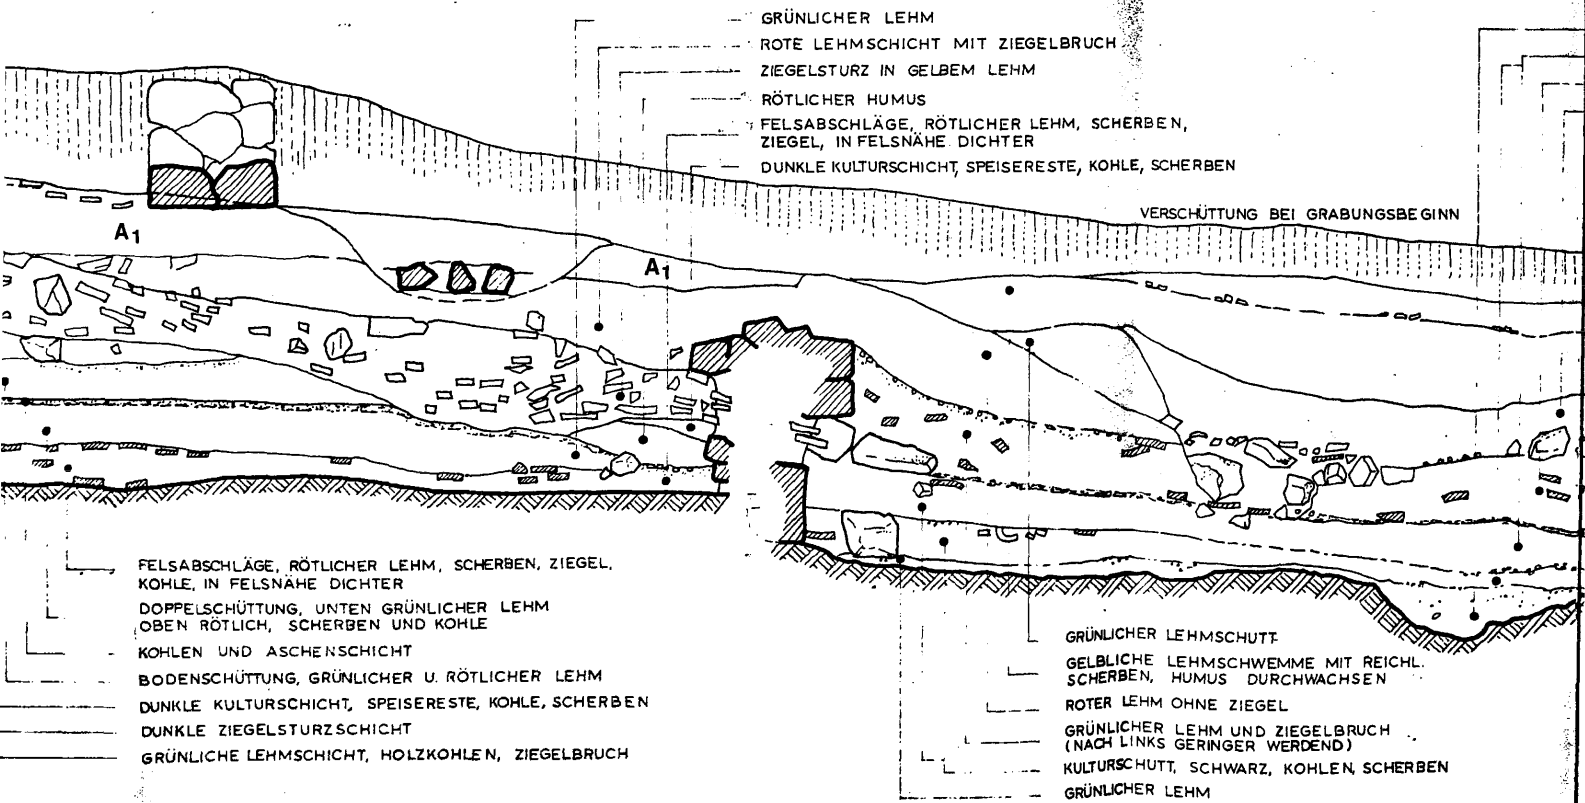 GRÜNLICHER LEHM
ROTE LEHMSCHICHT MIT ZIEGELBRUCH
ZIEGELSTURZ IN GELBEM LEHM
RÖTLICHER HUMUS
FELSABSCHLÄGE, RÖTLICHER LEHM, SCHERBEN,
ZIEGEL, IN FELSNÄHE DICHTER
DUNKLE KULTURSCHICHT, SPEISERESTE, KOHLE, SCHERBEN
VERSCHÜTTUNG BEI GRABUNGSBEGINN
A1
A1
FELSABSCHLÄGE, RÖTLICHER LEHM, SCHERBEN, ZIEGEL,
KOHLE, IN FELSNÄHE DICHTER
DOPPELSCHÜTTUNG, UNTEN GRÜNLICHER LEHM
OBEN RÖTLICH, SCHERBEN UND KOHLE
KOHLEN UND ASCHENSCHICHT
BODENSCHÜTTUNG, GRÜNLICHER U. RÖTLICHER LEHM
DUNKLE KULTURSCHICHT, SPEISERESTE, KOHLE, SCHERBEN
DUNKLE ZIEGELSTURZSCHICHT
GRÜNLICHE LEHMSCHICHT, HOLZKOHLEN, ZIEGELBRUCH
GRÜNLICHER LEHMSCHUTT
GELBLICHE LEHMSCHWEMME MIT REICHL.
SCHERBEN, HUMUS DURCHWACHSEN
ROTER LEHM OHNE ZIEGEL
GRÜNLICHER LEHM UND ZIEGELBRUCH
(NACH LINKS GERINGER WERDEND)
KULTURSCHUTT, SCHWARZ, KOHLEN, SCHERBEN
GRÜNLICHER LEHM